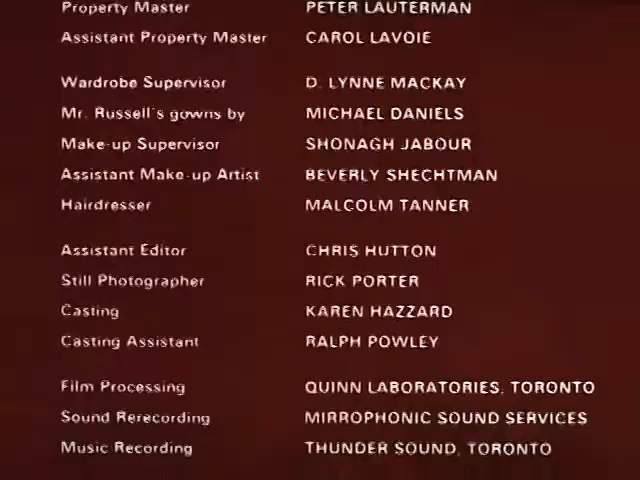 Property Master PETER LAUTERMAN
Assistant Property Master CAROL LAVOIE
Wardrobe Supervisor D. LYNNE MACKAY
Mr. Russell's gowns by MICHAEL DANIELS
Make-up Supervisor SHONAGH JABOUR
Assistant Make-up Artist BEVERLY SHECHTMAN
Hairdresser MALCOLM TANNER
Assistant Editor CHRIS HUTTON
Still Photographer RICK PORTER
Casting KAREN HAZZARD
Casting Assistant RALPH POWLEY
Film Processing QUINN LABORATORIES, TORONTO
Sound Rerecording MIRROPHONIC SOUND SERVICES
Music Recording THUNDER SOUND, TORONTO